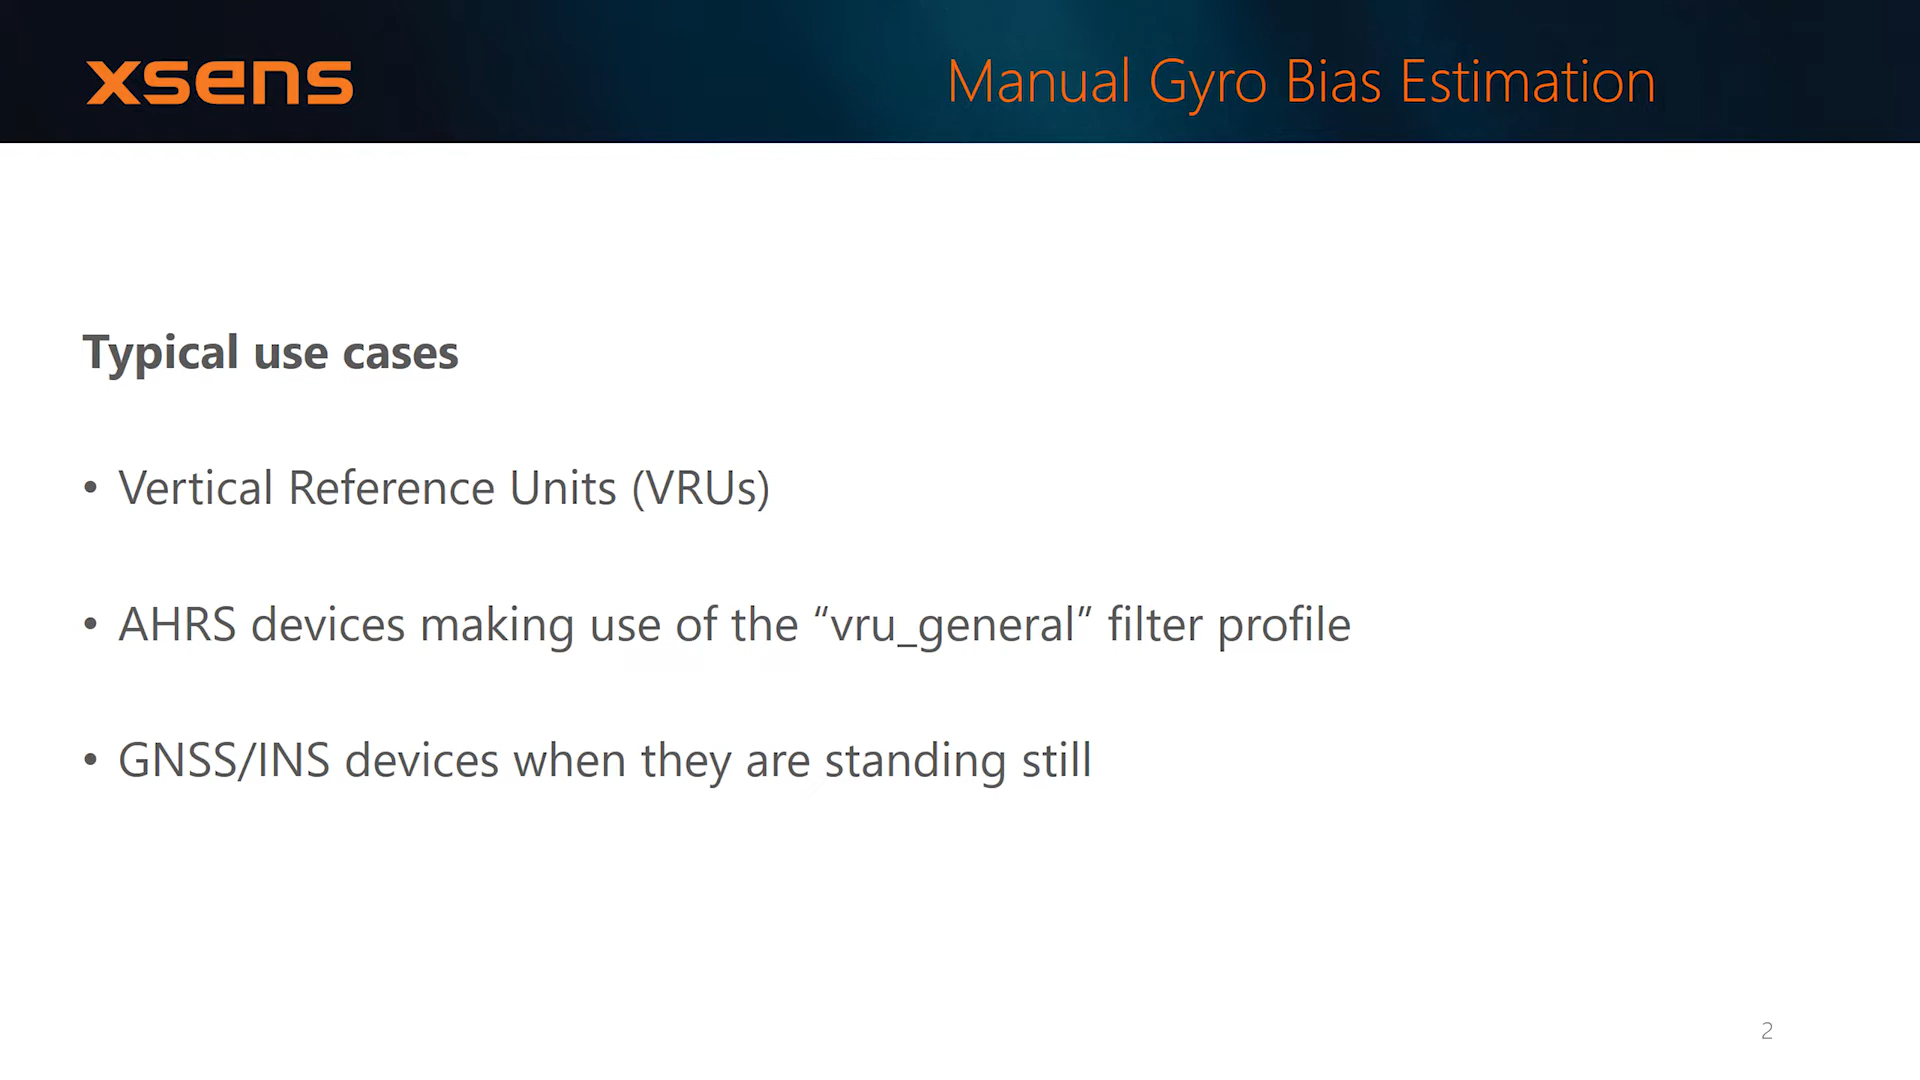 xsens
Manual Gyro Bias Estimation
Typical use cases
• Vertical Reference Units (VRUs)
• AHRS devices making use of the “vru_general” filter profile
• GNSS/INS devices when they are standing still
2